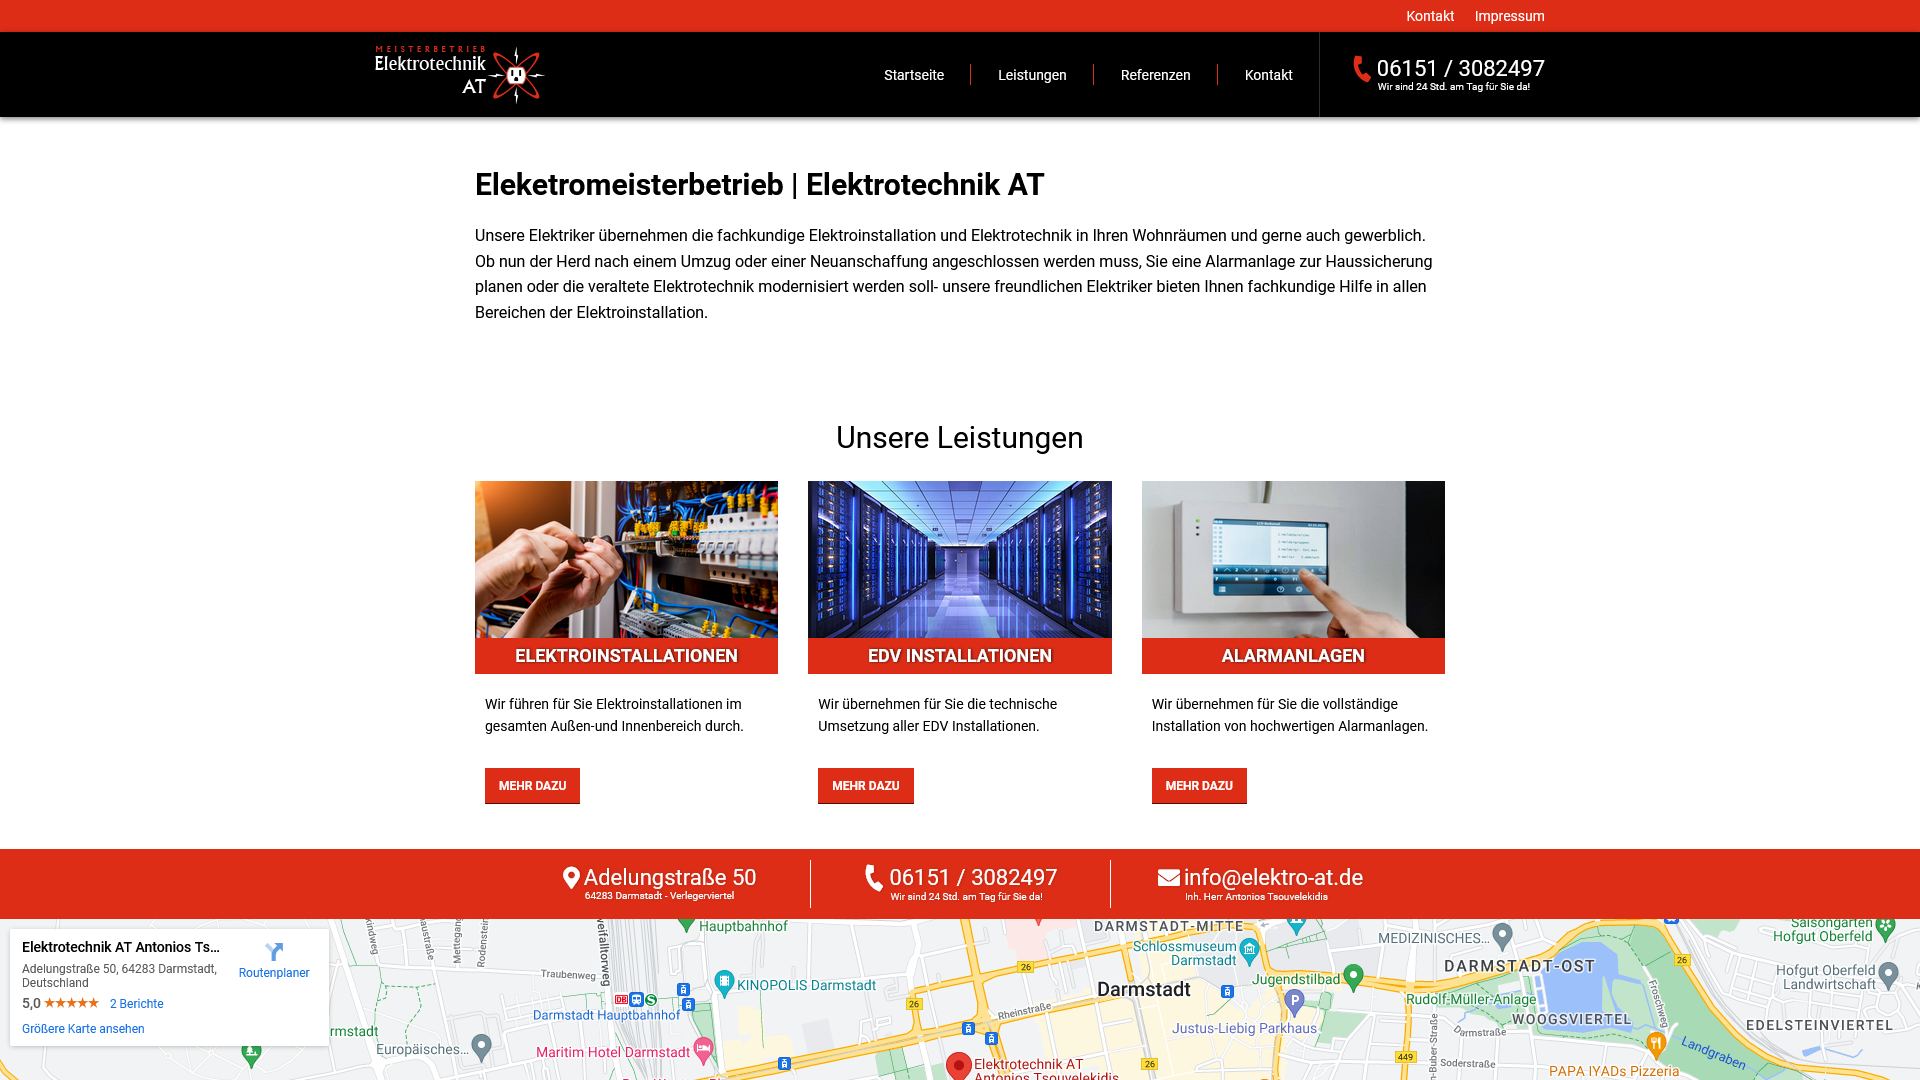 Kontakt Impressum
MEISTERBETRIEB
Elektrotechnik
AT
Startseite Leistungen Referenzen Kontakt
06151 / 3082497
Wir sind 24 Std. am Tag für Sie da!
Eleketromeisterbetrieb | Elektrotechnik AT
Unsere Elektriker übernehmen die fachkundige Elektroinstallation und Elektrotechnik in Ihren Wohnräumen und gerne auch gewerblich.
Ob nun der Herd nach einem Umzug oder einer Neuanschaffung angeschlossen werden muss, Sie eine Alarmanlage zur Haussicherung
planen oder die veraltete Elektrotechnik modernisiert werden soll- unsere freundlichen Elektriker bieten Ihnen fachkundige Hilfe in allen
Bereichen der Elektroinstallation.
Unsere Leistungen
ELEKTROINSTALLATIONEN
Wir führen für Sie Elektroinstallationen im
gesamten Außen-und Innenbereich durch.
MEHR DAZU
EDV INSTALLATIONEN
Wir übernehmen für Sie die technische
Umsetzung aller EDV Installationen.
MEHR DAZU
ALARMANLAGEN
Wir übernehmen für Sie die vollständige
Installation von hochwertigen Alarmanlagen.
MEHR DAZU
Adelungstraße 50
64283 Darmstadt - Verlegerviertel
06151 / 3082497
Wir sind 24 Std. am Tag für Sie da!
info@elektro-at.de
Inh. Herr Antonios Tsouvelekidis
Elektrotechnik AT Antonios Ts...
Adelungstraße 50, 64283 Darmstadt,
Deutschland
5,0 ★★★★★ 2 Berichte
Größere Karte ansehen
Routenplaner
Hauptbahnhof
Traubenweg
KINOPOLIS Darmstadt
DB S
Darmstadt Hauptbahnhof
Europäisches...
Maritim Hotel Darmstadt
26
26
26
26
449
Rheinstraße
DARMSTADT-MITTE
Schlossmuseum
Darmstadt
Darmstadt
Jugendstilbad
P
Justus-Liebig Parkhaus
Elektrotechnik AT
Antonios Tsouvelekidis
MEDIZINISCHES...
DARMSTADT-OST
Rudolf-Müller-Anlage
WOOGSVIERTEL
Darmstraße
Soderstraße
Froschweg
Landgraben
PAPA IYADs Pizzeria
Saisongarten
Hofgut Oberfeld
Hofgut Oberfeld
Landwirtschaft
EDELSTEINVIERTEL